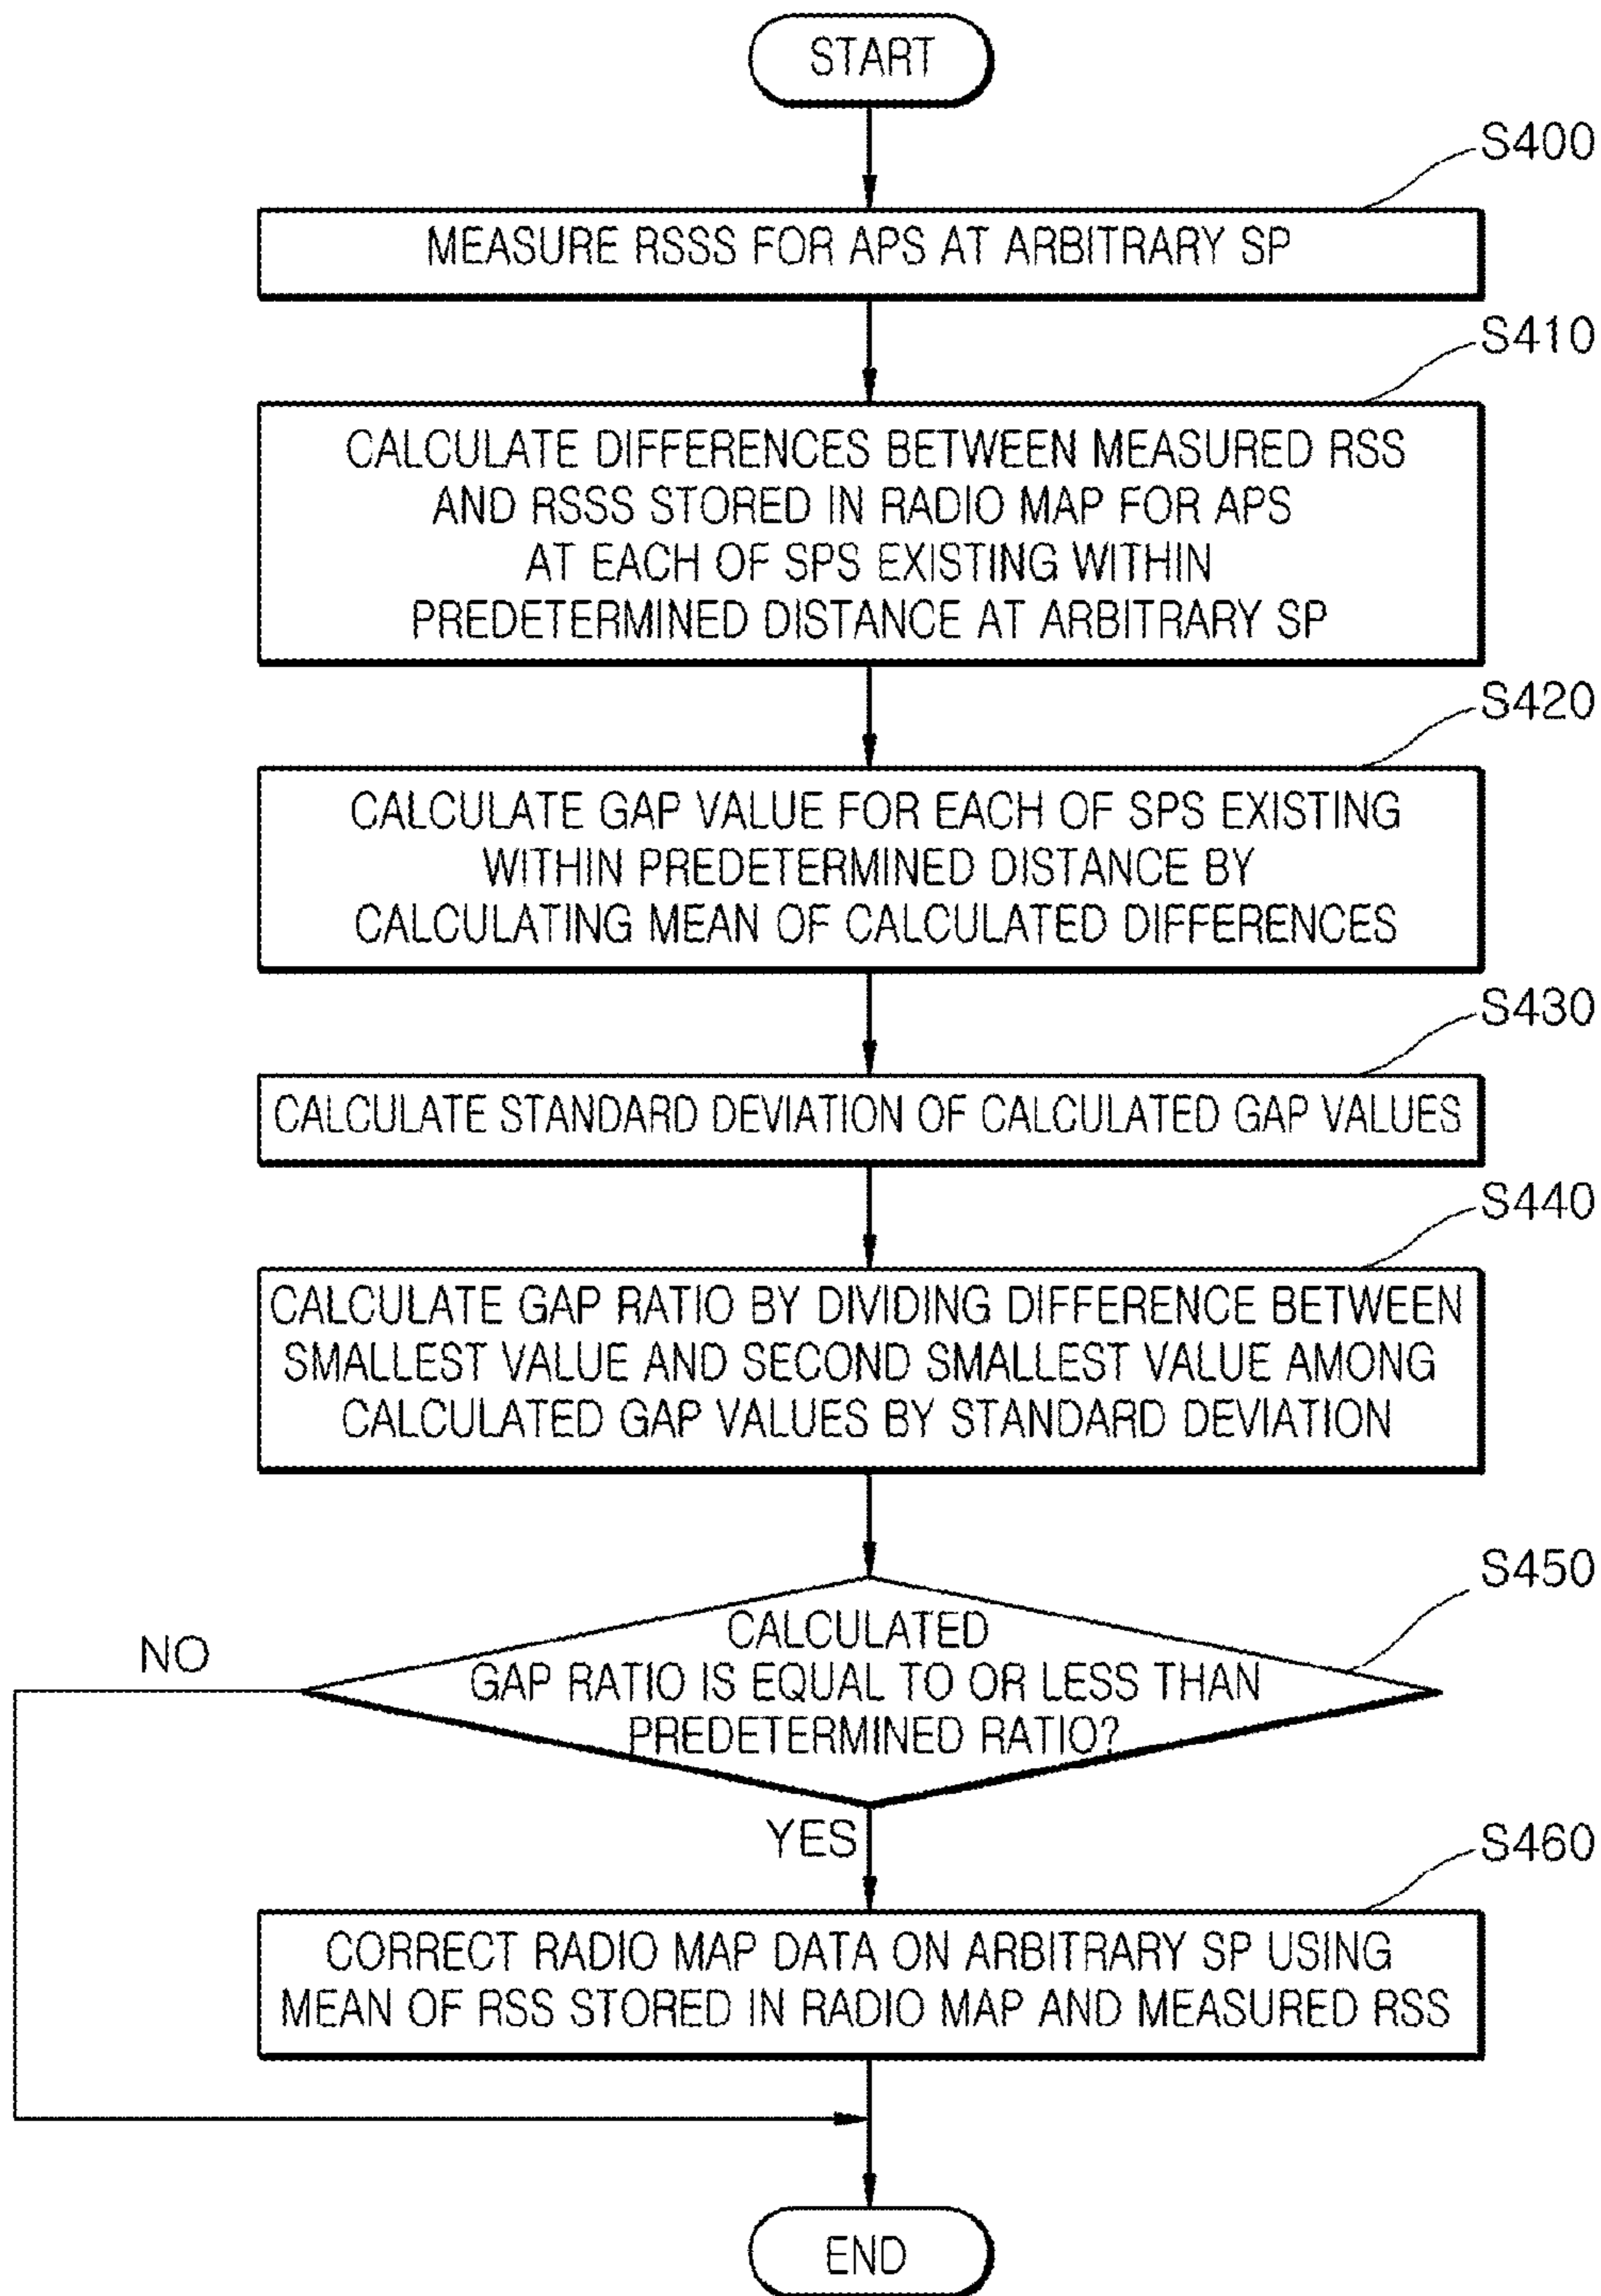 START
S400
MEASURE RSSS FOR APS AT ARBITRARY SP
S410
CALCULATE DIFFERENCES BETWEEN MEASURED RSS
AND RSSS STORED IN RADIO MAP FOR APS
AT EACH OF SPS EXISTING WITHIN
PREDETERMINED DISTANCE AT ARBITRARY SP
S420
CALCULATE GAP VALUE FOR EACH OF SPS EXISTING
WITHIN PREDETERMINED DISTANCE BY
CALCULATING MEAN OF CALCULATED DIFFERENCES
S430
CALCULATE STANDARD DEVIATION OF CALCULATED GAP VALUES
S440
CALCULATE GAP RATIO BY DIVIDING DIFFERENCE BETWEEN
SMALLEST VALUE AND SECOND SMALLEST VALUE AMONG
CALCULATED GAP VALUES BY STANDARD DEVIATION
S450
CALCULATED
GAP RATIO IS EQUAL TO OR LESS THAN
PREDETERMINED RATIO?
NO
YES
S460
CORRECT RADIO MAP DATA ON ARBITRARY SP USING
MEAN OF RSS STORED IN RADIO MAP AND MEASURED RSS
END